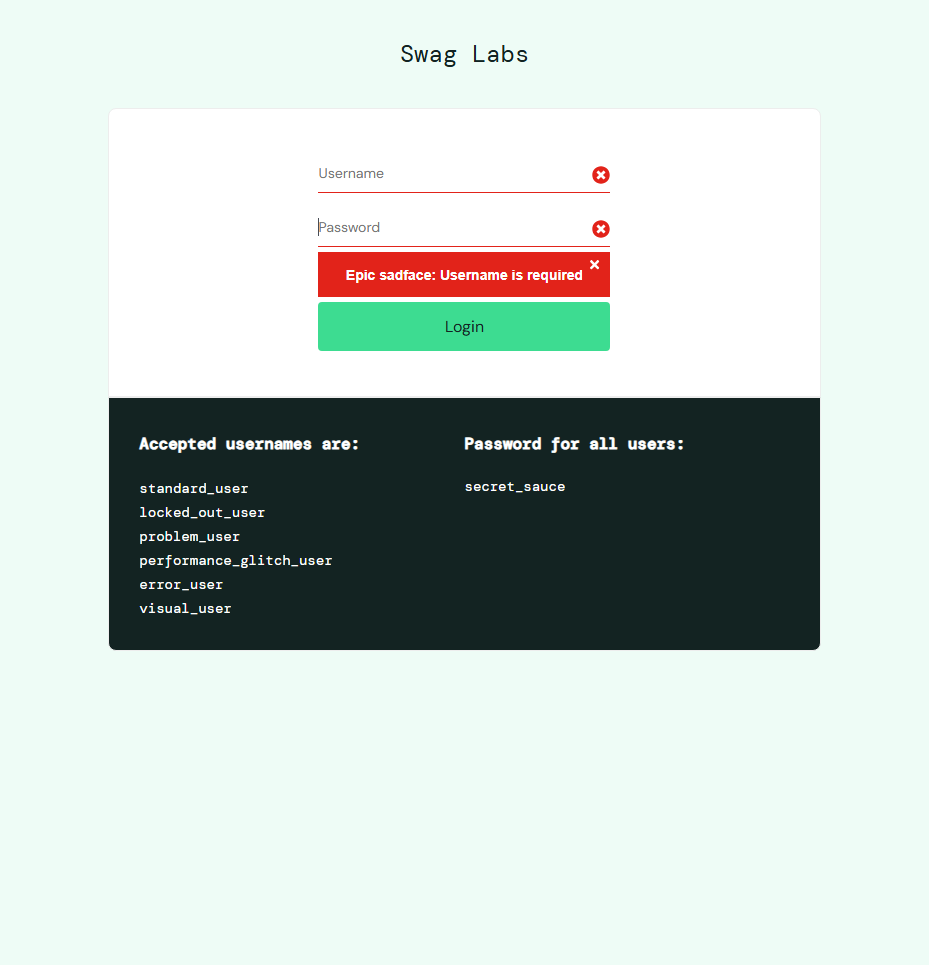 Swag Labs
Username
Password
Epic sadface: Username is required
Login
Accepted usernames are:
standard_user
locked_out_user
problem_user
performance_glitch_user
error_user
visual_user
Password for all users:
secret_sauce